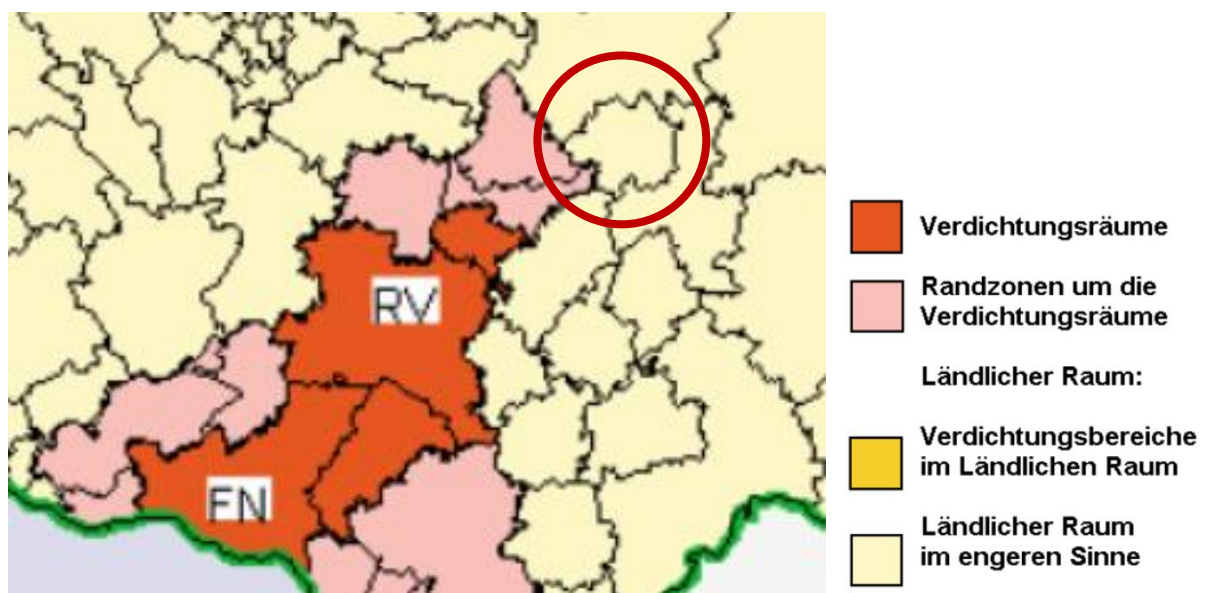 RV
FN
Verdichtungsräume
Randzonen um die
Verdichtungsräume
Ländlicher Raum:
Verdichtungsbereiche
im Ländlichen Raum
Ländlicher Raum
im engeren Sinne